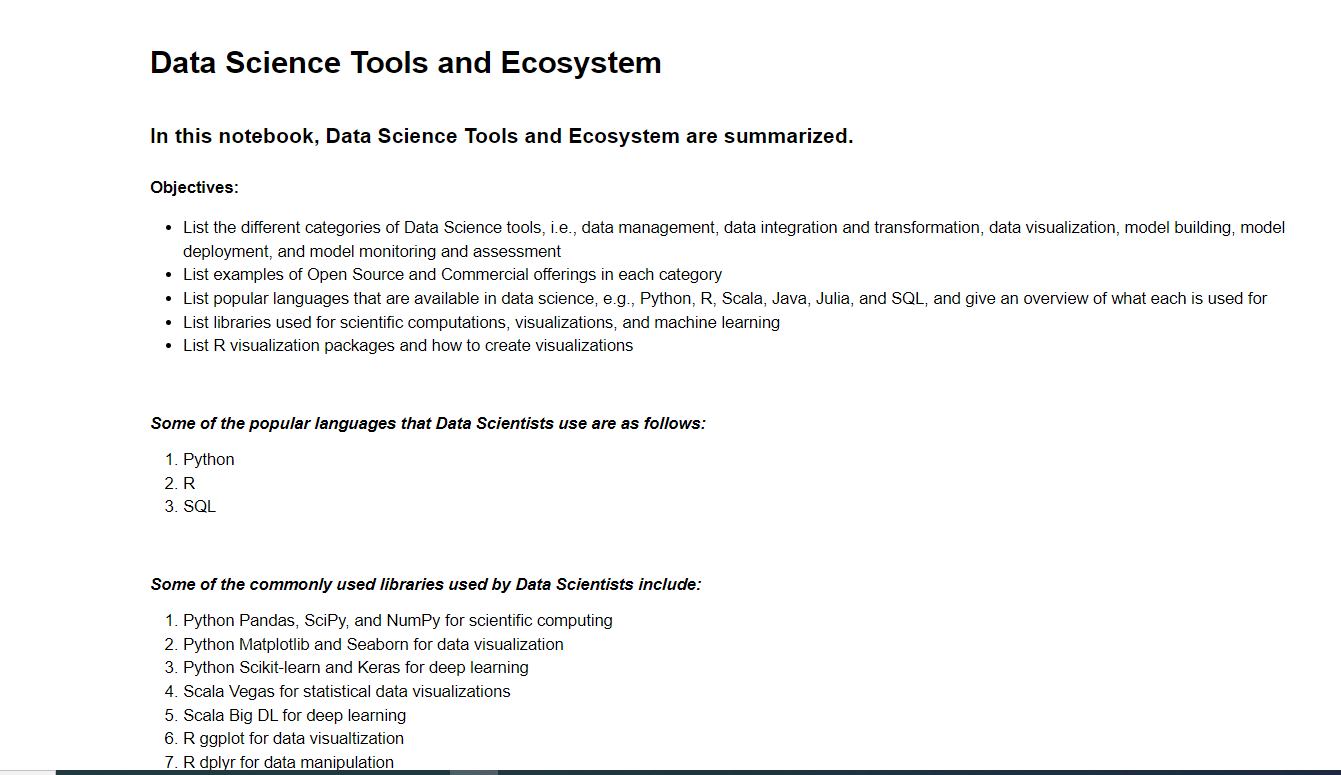 Data Science Tools and Ecosystem
In this notebook, Data Science Tools and Ecosystem are summarized.
Objectives:
• List the different categories of Data Science tools, i.e., data management, data integration and transformation, data visualization, model building, model
deployment, and model monitoring and assessment
• List examples of Open Source and Commercial offerings in each category
• List popular languages that are available in data science, e.g., Python, R, Scala, Java, Julia, and SQL, and give an overview of what each is used for
• List libraries used for scientific computations, visualizations, and machine learning
• List R visualization packages and how to create visualizations
Some of the popular languages that Data Scientists use are as follows:
1. Python
2. R
3. SQL
Some of the commonly used libraries used by Data Scientists include:
1. Python Pandas, SciPy, and NumPy for scientific computing
2. Python Matplotlib and Seaborn for data visualization
3. Python Scikit-learn and Keras for deep learning
4. Scala Vegas for statistical data visualizations
5. Scala Big DL for deep learning
6. R ggplot for data visualtization
7. R dplyr for data manipulation